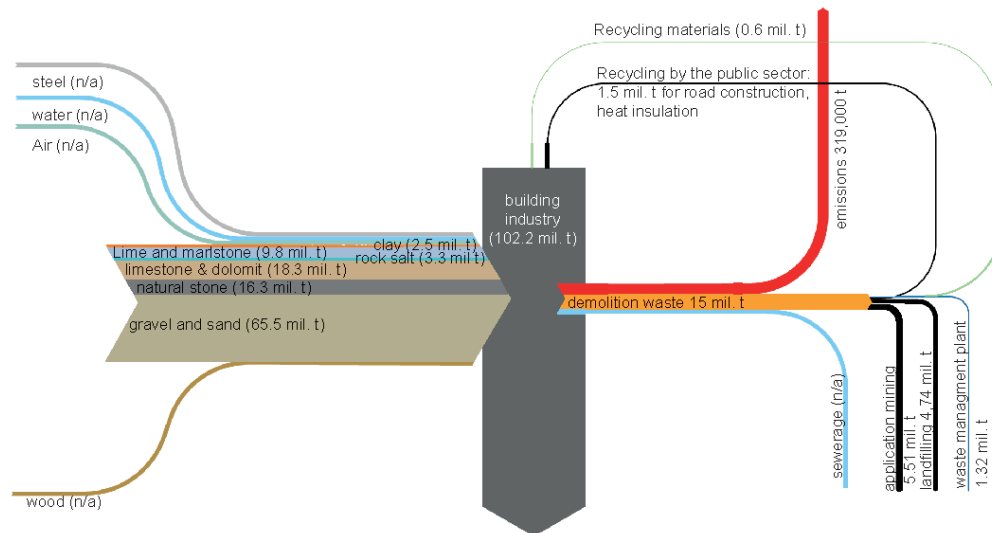 Recycling materials (0.6 mil. t)
Recycling by the public sector:
1.5 mil. t for road construction,
heat insulation
steel (n/a)
water (n/a)
Air (n/a)
emissions 319,000 t
building
industry
(102.2 mil. t)
clay (2.5 mil. t)
Lime and marlstone (9.8 mil. t)
rock salt (3.3 mil t)
limestone & dolomit (18.3 mil. t)
natural stone (16.3 mil. t)
gravel and sand (65.5 mil. t)
demolition waste 15 mil. t
wood (n/a)
sewerage (n/a)
application mining
5.51 mil. t
landfilling 4,74 mil. t
waste managment plant
1.32 mil. t